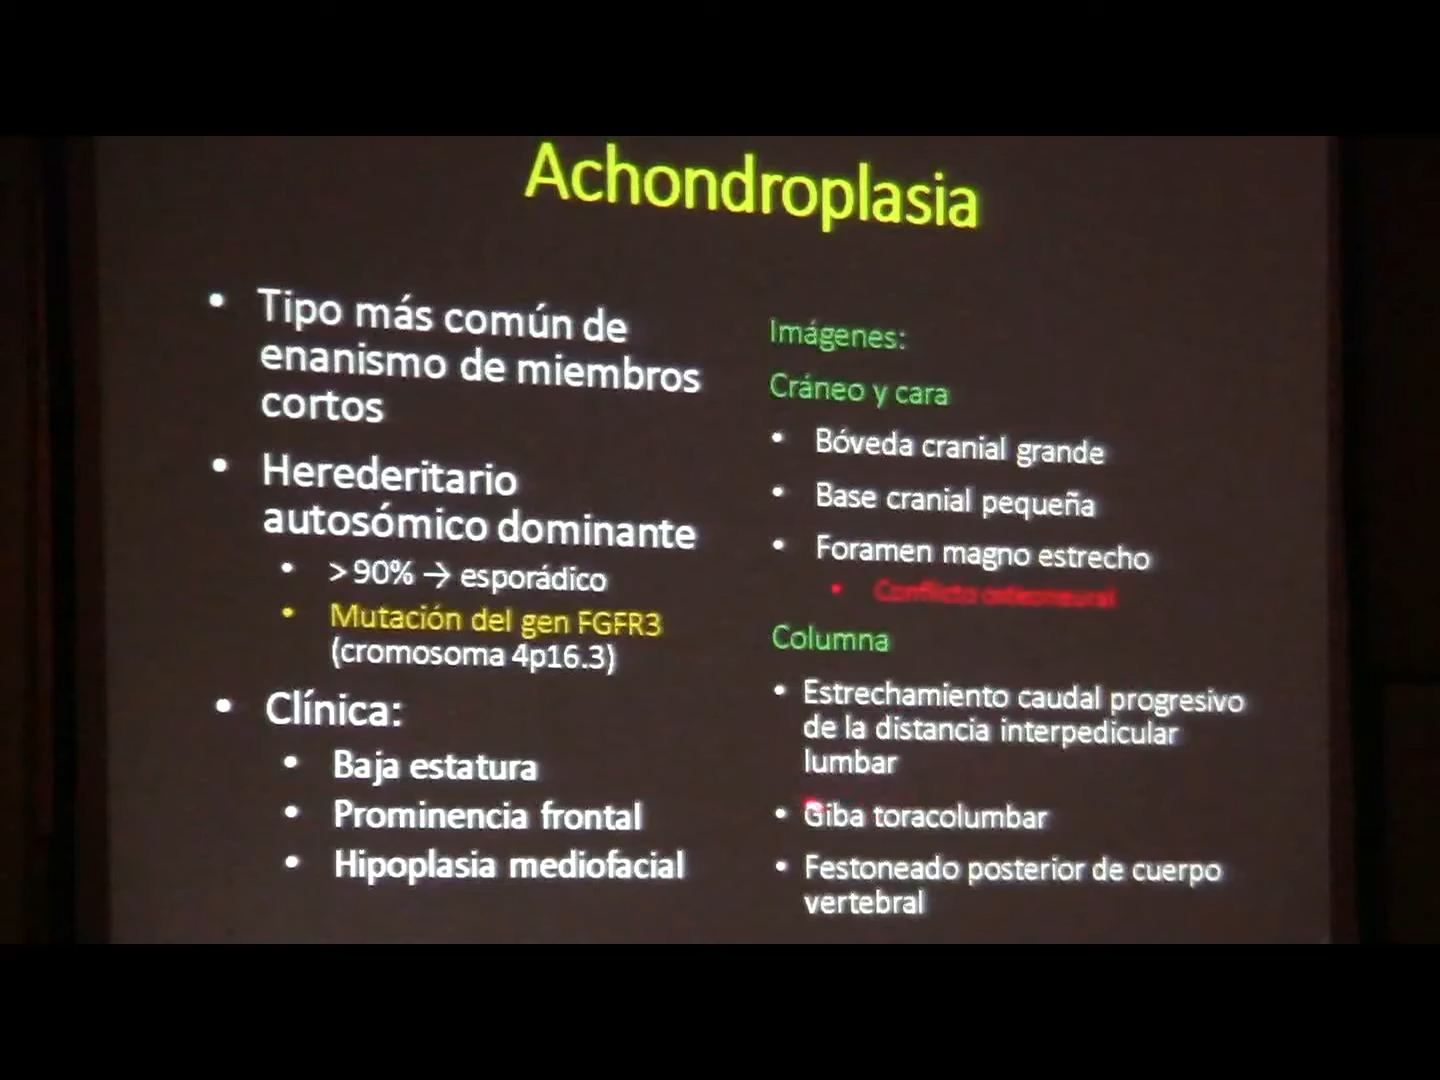 Achondroplasia
• Tipo más común de
enanismo de miembros
cortos
• Herederitario
autosómico dominante
• > 90% → esporádico
• Mutación del gen FGFR3
(cromosoma 4p16.3)
• Clínica:
• Baja estatura
• Prominencia frontal
• Hipoplasia mediofacial
Imágenes:
Cráneo y cara
• Bóveda cranial grande
• Base cranial pequeña
• Foramen magno estrecho
• Conflicto osteoneural
Columna
• Estrechamiento caudal progresivo
de la distancia interpedicular
lumbar
• Giba toracolumbar
• Festoneado posterior de cuerpo
vertebral